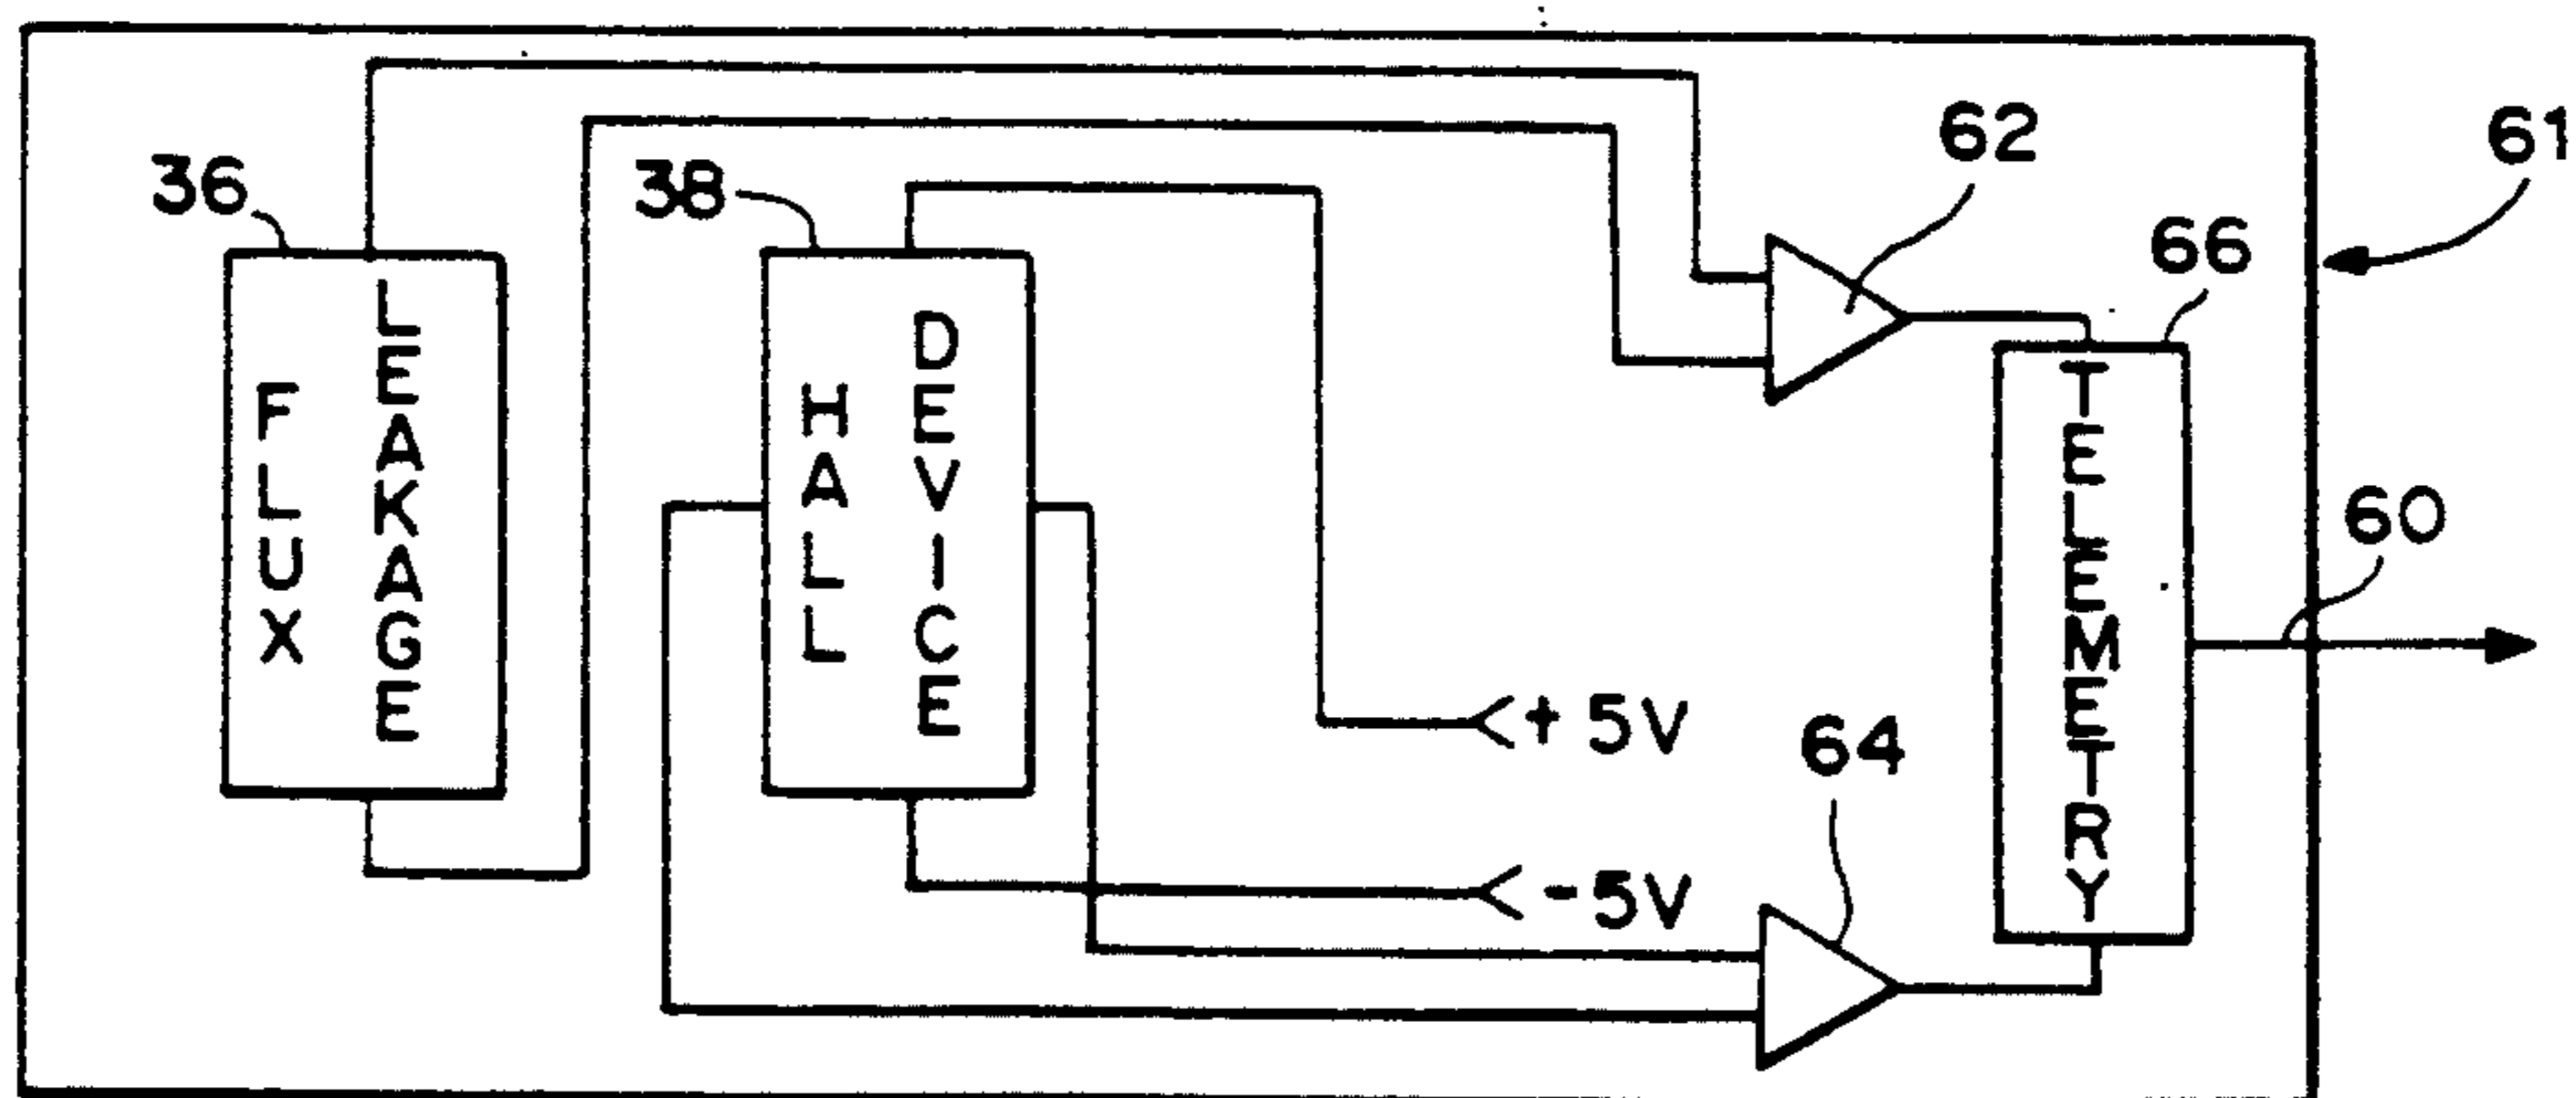 36
FLUX
LEAKAGE
38
HALL
DEVICE
62
61
66
TELEMETRY
60
+ 5V
64
-5V